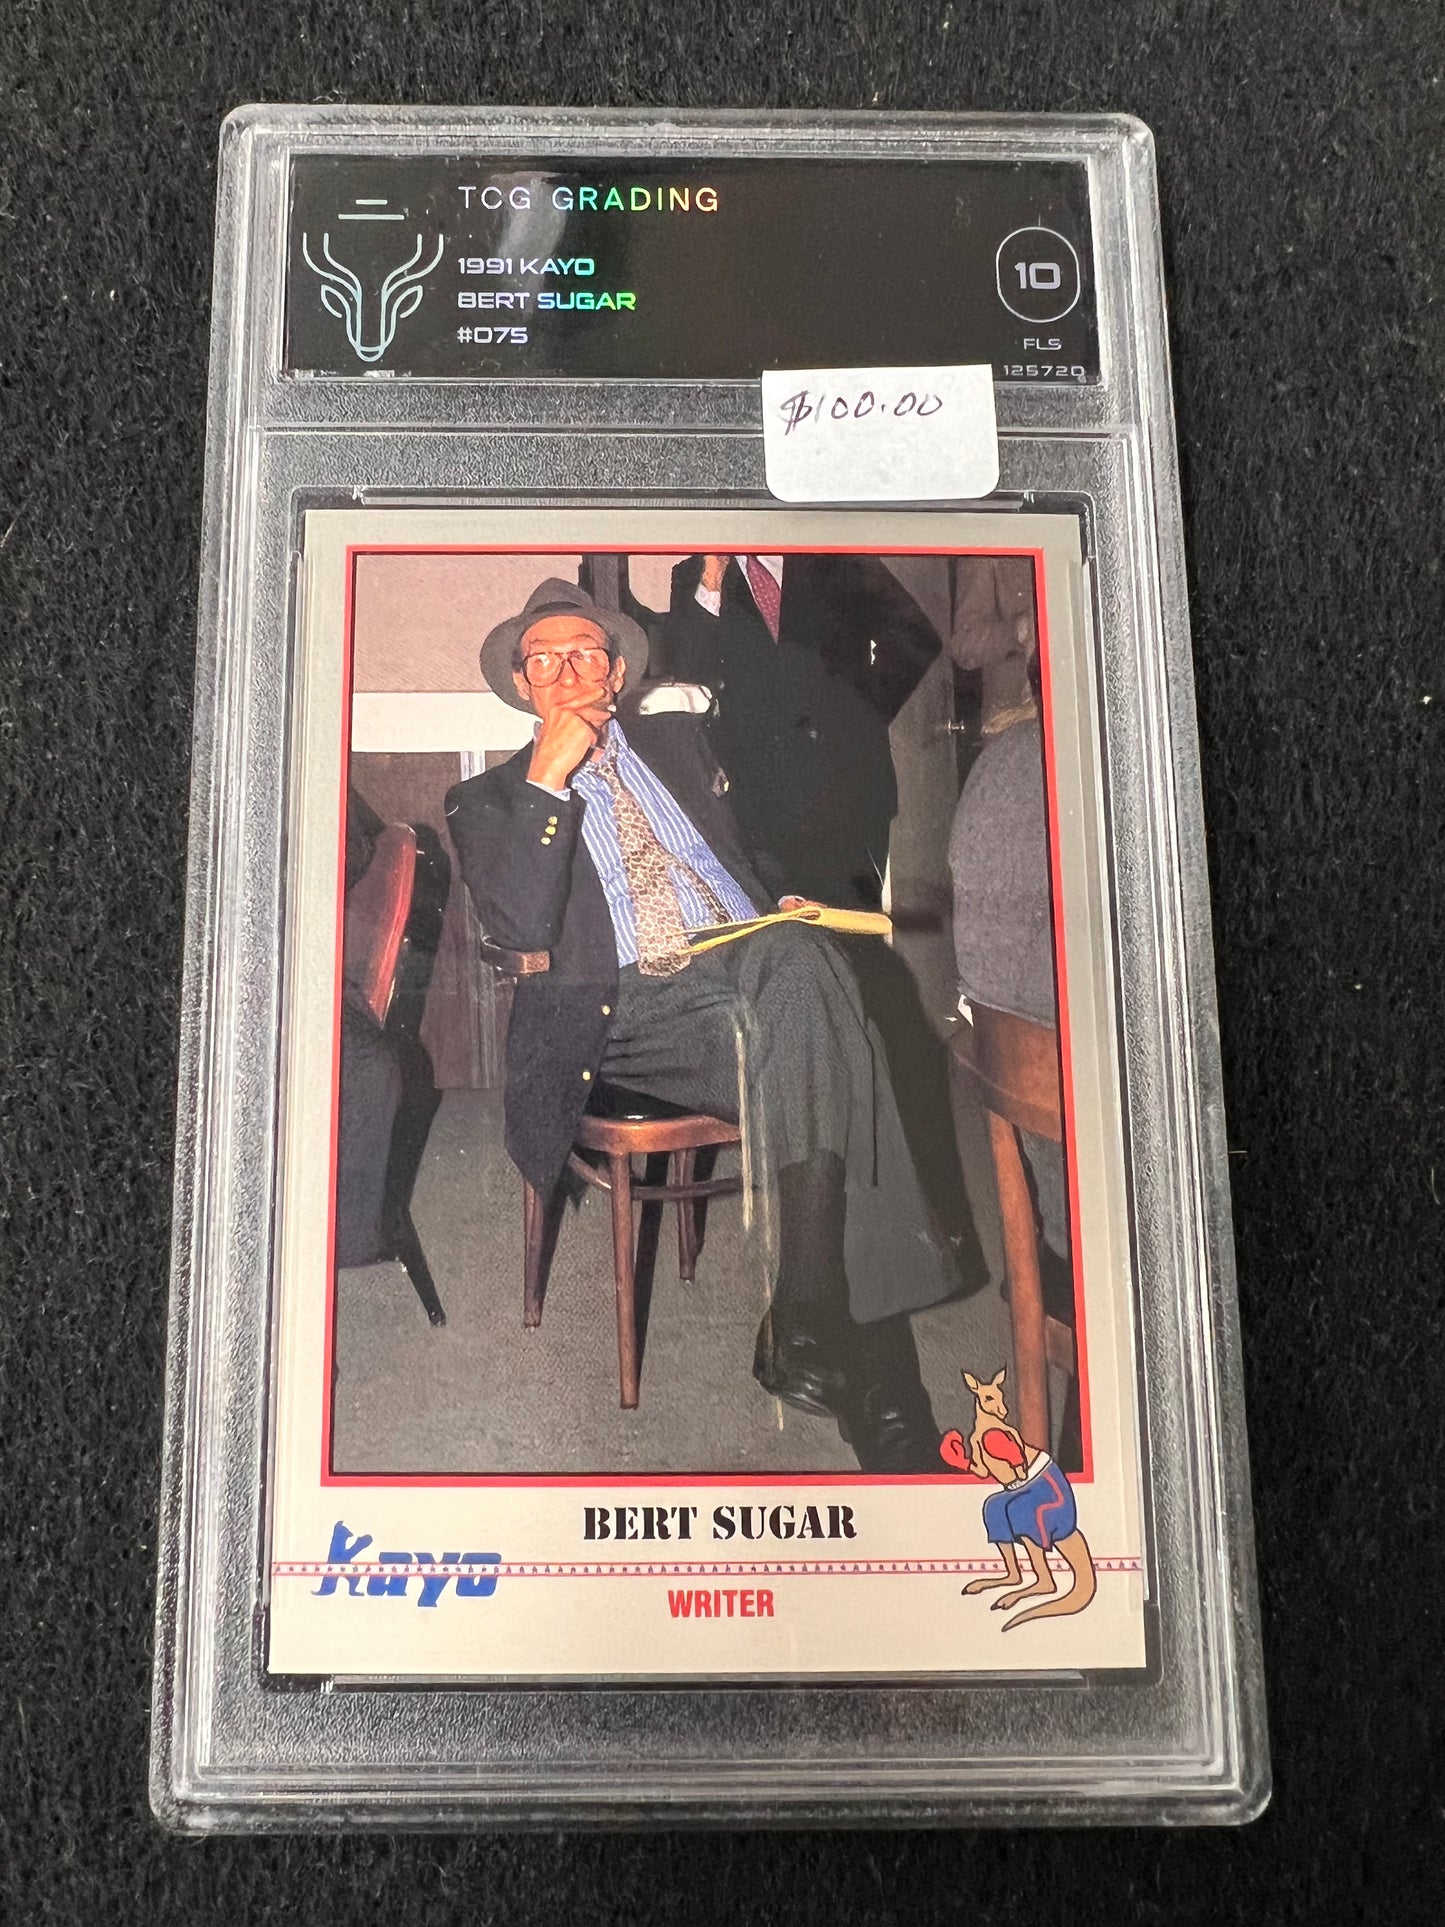 TCG GRADING
1991 KAYO
BERT SUGAR
#075
10
FLS
125720
$100.00
BERT SUGAR
Kayo
WRITER